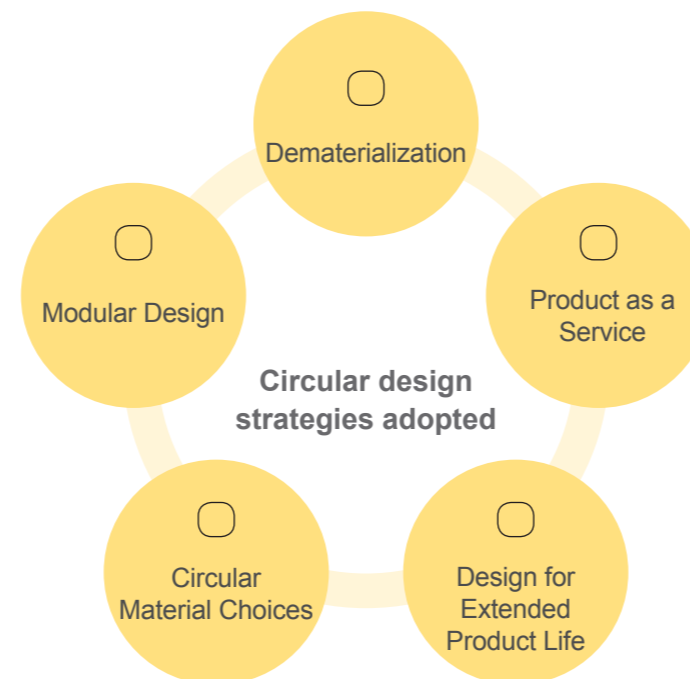 Dematerialization
Modular Design
Product as a
Service
Circular design
strategies adopted
Circular
Material Choices
Design for
Extended
Product Life